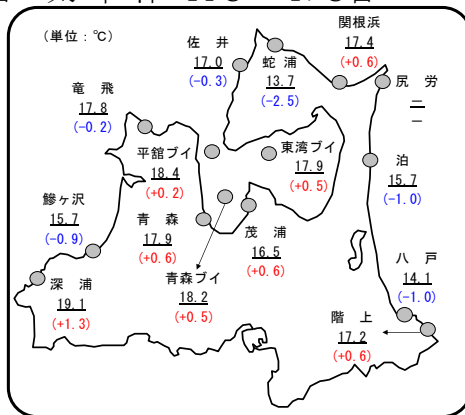 (単位：℃)
佐 井
17.0
(-0.3)
蛇 浦
13.7
(-2.5)
関根浜
17.4
(+0.6)
尻 労
—
—
竜 飛
17.8
(-0.2)
平舘ブイ
18.4
(+0.2)
東湾ブイ
17.9
(+0.5)
泊
15.7
(-1.0)
鰺ヶ沢
15.7
(-0.9)
青 森
17.9
(+0.6)
茂 浦
16.5
(+0.6)
青森ブイ
18.2
(+0.5)
深 浦
19.1
(+1.3)
八 戸
14.1
(-1.0)
階 上
17.2
(+0.6)